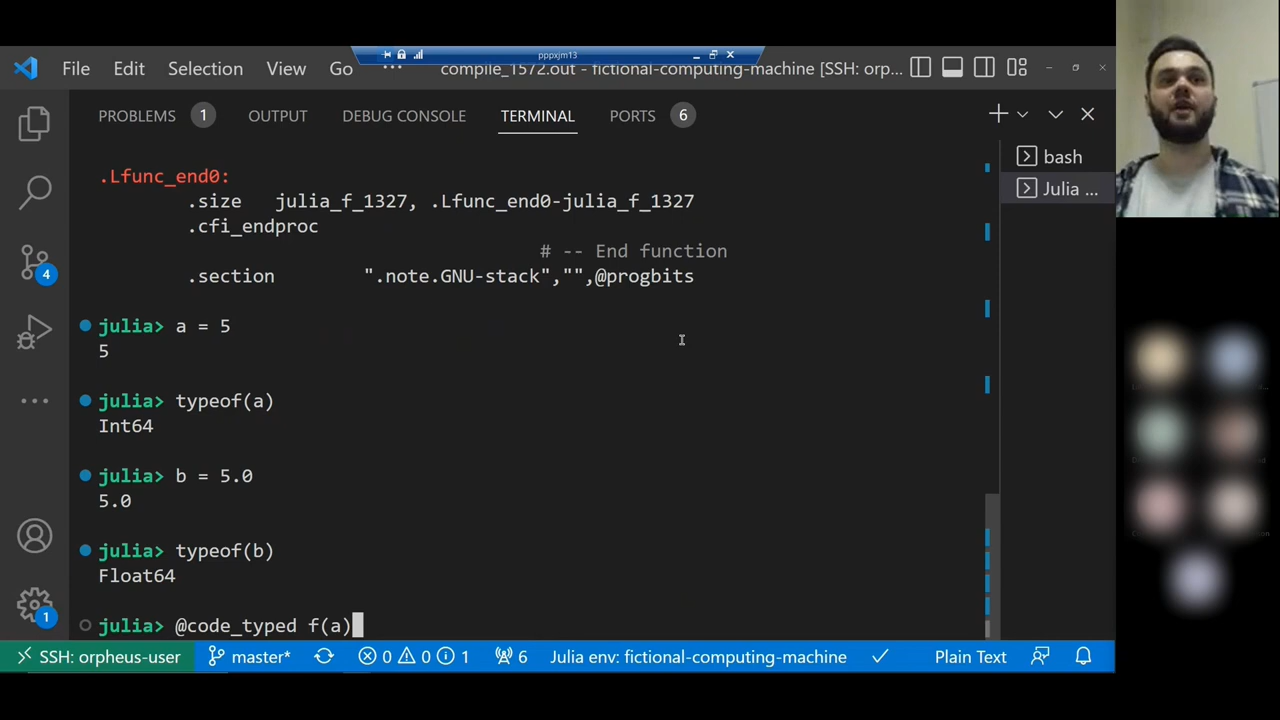 pppxjm13
File Edit Selection View Go ... compile_1572.out - fictional-computing-machine [SSH: orp...
PROBLEMS 1 OUTPUT DEBUG CONSOLE TERMINAL PORTS 6
bash
Julia ...
.Lfunc_end0:
.size julia_f_1327, .Lfunc_end0-julia_f_1327
.cfi_endproc
# -- End function
.section ".note.GNU-stack","",@progbits
julia> a = 5
5
julia> typeof(a)
Int64
julia> b = 5.0
5.0
julia> typeof(b)
Float64
julia> @code_typed f(a)
4
1
SSH: orpheus-user master* 0 0 1 6 Julia env: fictional-computing-machine Plain Text